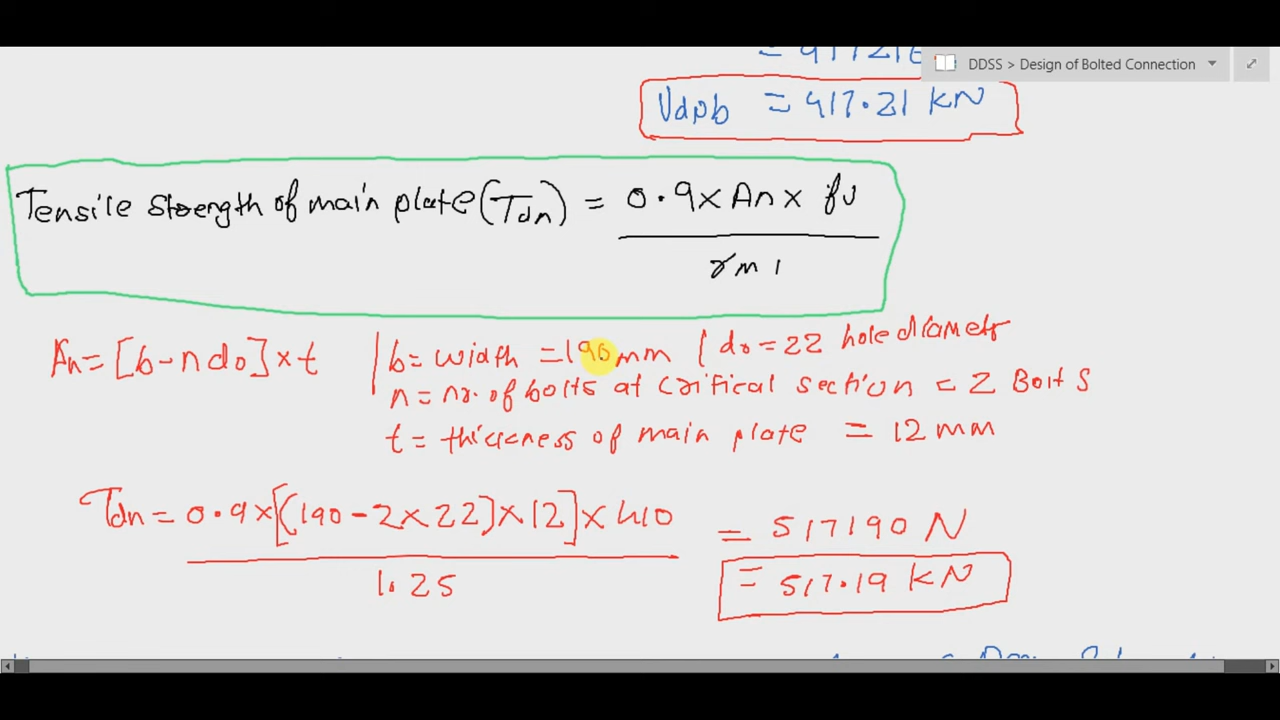 DDSS > Design of Bolted Connection
Vdpb = 417.21 KN
Tensile Strength of main plate (Tdn) = 0.9 x An x fu
γm1
An = [b - n do] x t | b = width = 190mm | do = 22 hole diameter
n = no. of bolts at critical section = 2 Bolts
t = thickness of main plate = 12 mm
Tdn = 0.9 x [(190 - 2 x 22) x 12] x 410 = 517190 N
1.25 = 517.19 KN